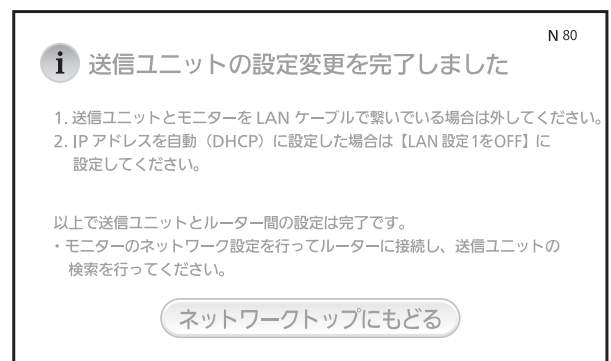 N 80
i 送信ユニットの設定変更を完了しました
1. 送信ユニットとモニターを LAN ケーブルで繋いでいる場合は外してください。
2. IP アドレスを自動（DHCP）に設定した場合は【LAN 設定1をOFF】に
設定してください。
以上で送信ユニットとルーター間の設定は完了です。
・モニターのネットワーク設定を行ってルーターに接続し、送信ユニットの
検索を行ってください。
ネットワークトップにもどる